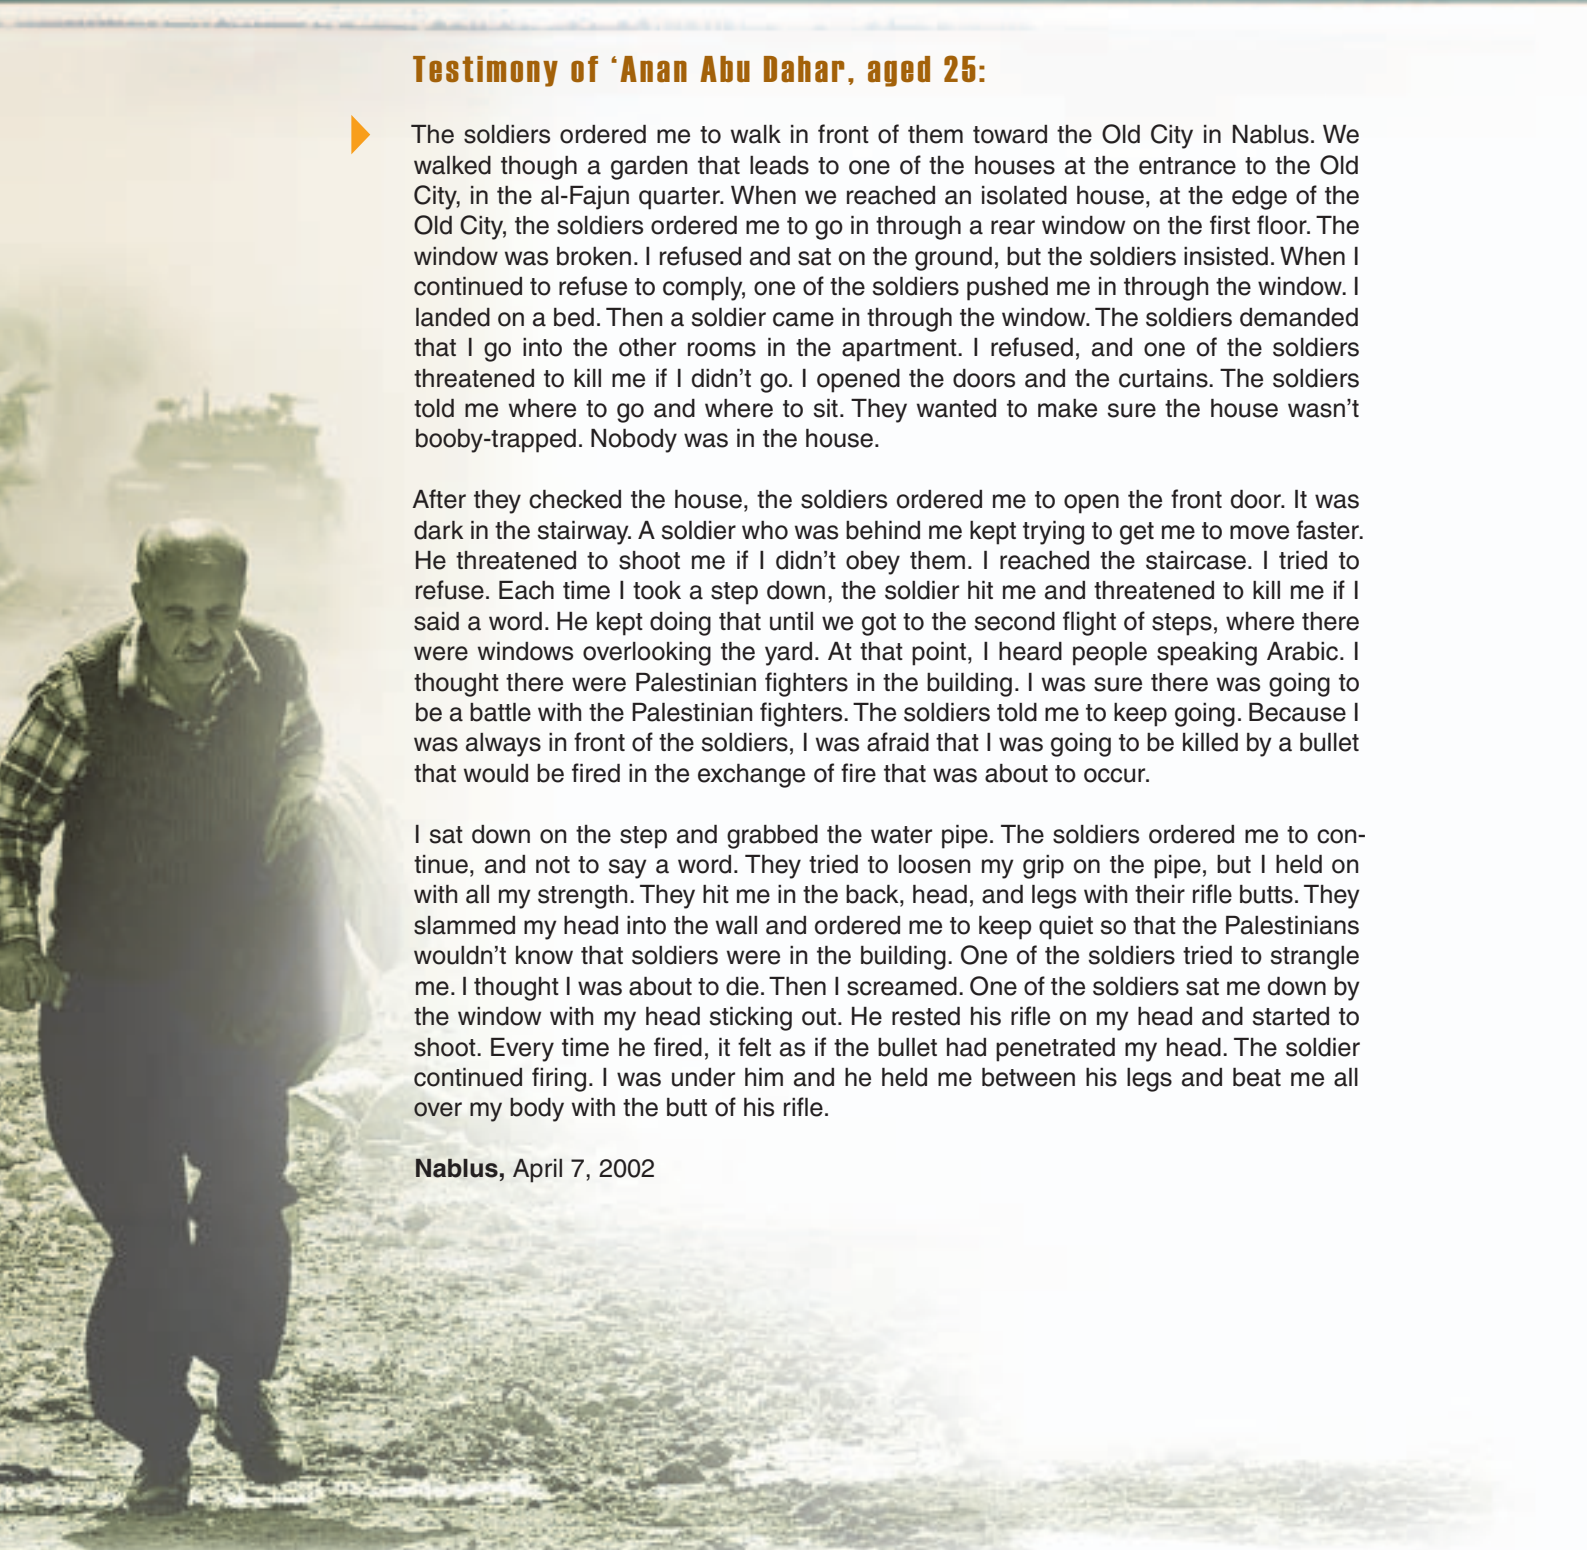 Testimony of ‘Anan Abu Dahar, aged 25:
The soldiers ordered me to walk in front of them toward the Old City in Nablus. We
walked though a garden that leads to one of the houses at the entrance to the Old
City, in the al-Fajun quarter. When we reached an isolated house, at the edge of the
Old City, the soldiers ordered me to go in through a rear window on the first floor. The
window was broken. I refused and sat on the ground, but the soldiers insisted. When I
continued to refuse to comply, one of the soldiers pushed me in through the window. I
landed on a bed. Then a soldier came in through the window. The soldiers demanded
that I go into the other rooms in the apartment. I refused, and one of the soldiers
threatened to kill me if I didn’t go. I opened the doors and the curtains. The soldiers
told me where to go and where to sit. They wanted to make sure the house wasn’t
booby-trapped. Nobody was in the house.
After they checked the house, the soldiers ordered me to open the front door. It was
dark in the stairway. A soldier who was behind me kept trying to get me to move faster.
He threatened to shoot me if I didn’t obey them. I reached the staircase. I tried to
refuse. Each time I took a step down, the soldier hit me and threatened to kill me if I
said a word. He kept doing that until we got to the second flight of steps, where there
were windows overlooking the yard. At that point, I heard people speaking Arabic. I
thought there were Palestinian fighters in the building. I was sure there was going to
be a battle with the Palestinian fighters. The soldiers told me to keep going. Because I
was always in front of the soldiers, I was afraid that I was going to be killed by a bullet
that would be fired in the exchange of fire that was about to occur.
I sat down on the step and grabbed the water pipe. The soldiers ordered me to con-
tinue, and not to say a word. They tried to loosen my grip on the pipe, but I held on
with all my strength. They hit me in the back, head, and legs with their rifle butts. They
slammed my head into the wall and ordered me to keep quiet so that the Palestinians
wouldn’t know that soldiers were in the building. One of the soldiers tried to strangle
me. I thought I was about to die. Then I screamed. One of the soldiers sat me down by
the window with my head sticking out. He rested his rifle on my head and started to
shoot. Every time he fired, it felt as if the bullet had penetrated my head. The soldier
continued firing. I was under him and he held me between his legs and beat me all
over my body with the butt of his rifle.
Nablus, April 7, 2002